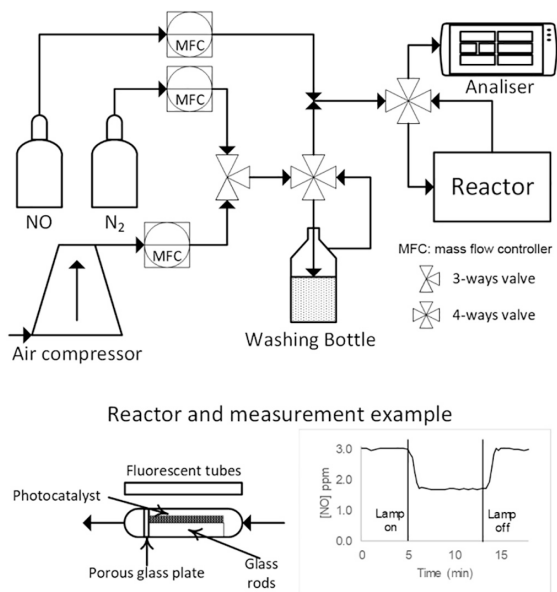 MFC
MFC
Analiser
NO
N₂
Reactor
MFC
MFC: mass flow controller
3-ways valve
4-ways valve
Washing Bottle
Air compressor
Reactor and measurement example
Fluorescent tubes
Photocatalyst
Porous glass plate
Glass
rods
[NO] ppm
3.0
2.0
1.0
0.0
Lamp
on
Lamp
off
0
5
10
15
Time (min)